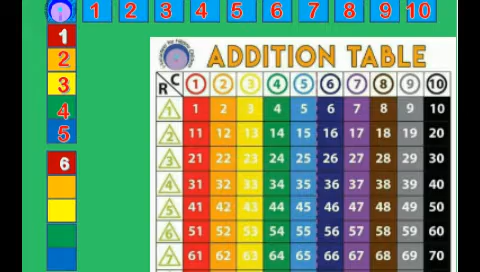 1 2 3 4 5 6 7 8 9 10
1
2
3
4
5
6
ADDITION TABLE
R C 1 2 3 4 5 6 7 8 9 10
1 1 2 3 4 5 6 7 8 9 10
2 11 12 13 14 15 16 17 18 19 20
3 21 22 23 24 25 26 27 28 29 30
4 31 32 33 34 35 36 37 38 39 40
5 41 42 43 44 45 46 47 48 49 50
6 51 52 53 54 55 56 57 58 59 60
7 61 62 63 64 65 66 67 68 69 70